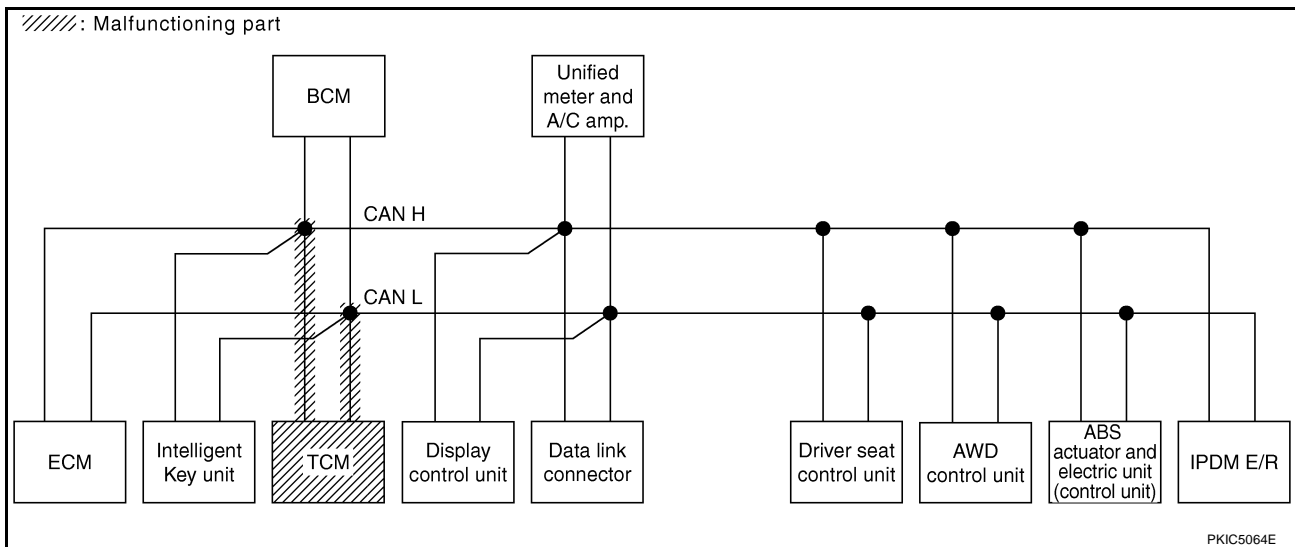 : Malfunctioning part
BCM
Unified
meter and
A/C amp.
CAN H
CAN L
ECM
Intelligent
Key unit
TCM
Display
control unit
Data link
connector
Driver seat
control unit
AWD
control unit
ABS
actuator and
electric unit
(control unit)
IPDM E/R
PKIC5064E